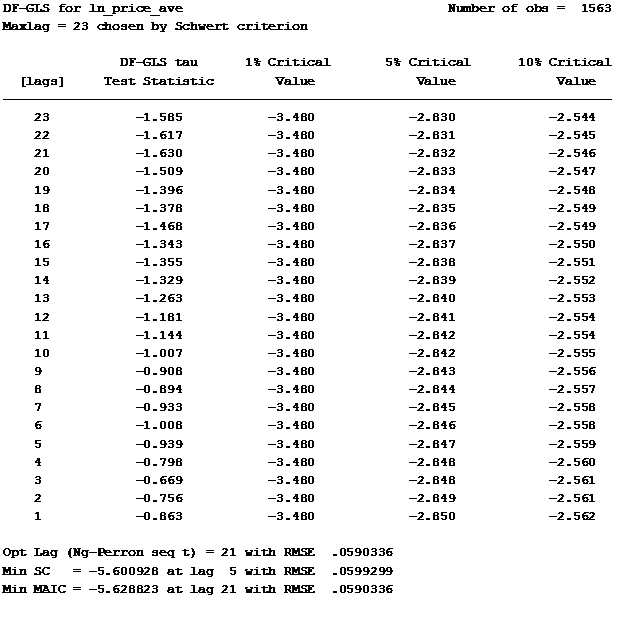 DF-GLS for ln_price_ave Number of obs = 1563
Maxlag = 23 chosen by Schwert criterion
DF-GLS tau 1% Critical 5% Critical 10% Critical
[lags] Test Statistic Value Value Value
23 -1.585 -3.480 -2.830 -2.544
22 -1.617 -3.480 -2.831 -2.545
21 -1.630 -3.480 -2.832 -2.546
20 -1.509 -3.480 -2.833 -2.547
19 -1.396 -3.480 -2.834 -2.548
18 -1.378 -3.480 -2.835 -2.549
17 -1.468 -3.480 -2.836 -2.549
16 -1.343 -3.480 -2.837 -2.550
15 -1.355 -3.480 -2.838 -2.551
14 -1.329 -3.480 -2.839 -2.552
13 -1.263 -3.480 -2.840 -2.553
12 -1.181 -3.480 -2.841 -2.554
11 -1.144 -3.480 -2.842 -2.554
10 -1.007 -3.480 -2.842 -2.555
9 -0.908 -3.480 -2.843 -2.556
8 -0.894 -3.480 -2.844 -2.557
7 -0.933 -3.480 -2.845 -2.558
6 -1.008 -3.480 -2.846 -2.558
5 -0.939 -3.480 -2.847 -2.559
4 -0.798 -3.480 -2.848 -2.560
3 -0.669 -3.480 -2.848 -2.561
2 -0.756 -3.480 -2.849 -2.561
1 -0.863 -3.480 -2.850 -2.562
Opt Lag (Ng-Perron seq t) = 21 with RMSE .0590336
Min SC = -5.600928 at lag 5 with RMSE .0599299
Min MAIC = -5.628823 at lag 21 with RMSE .0590336